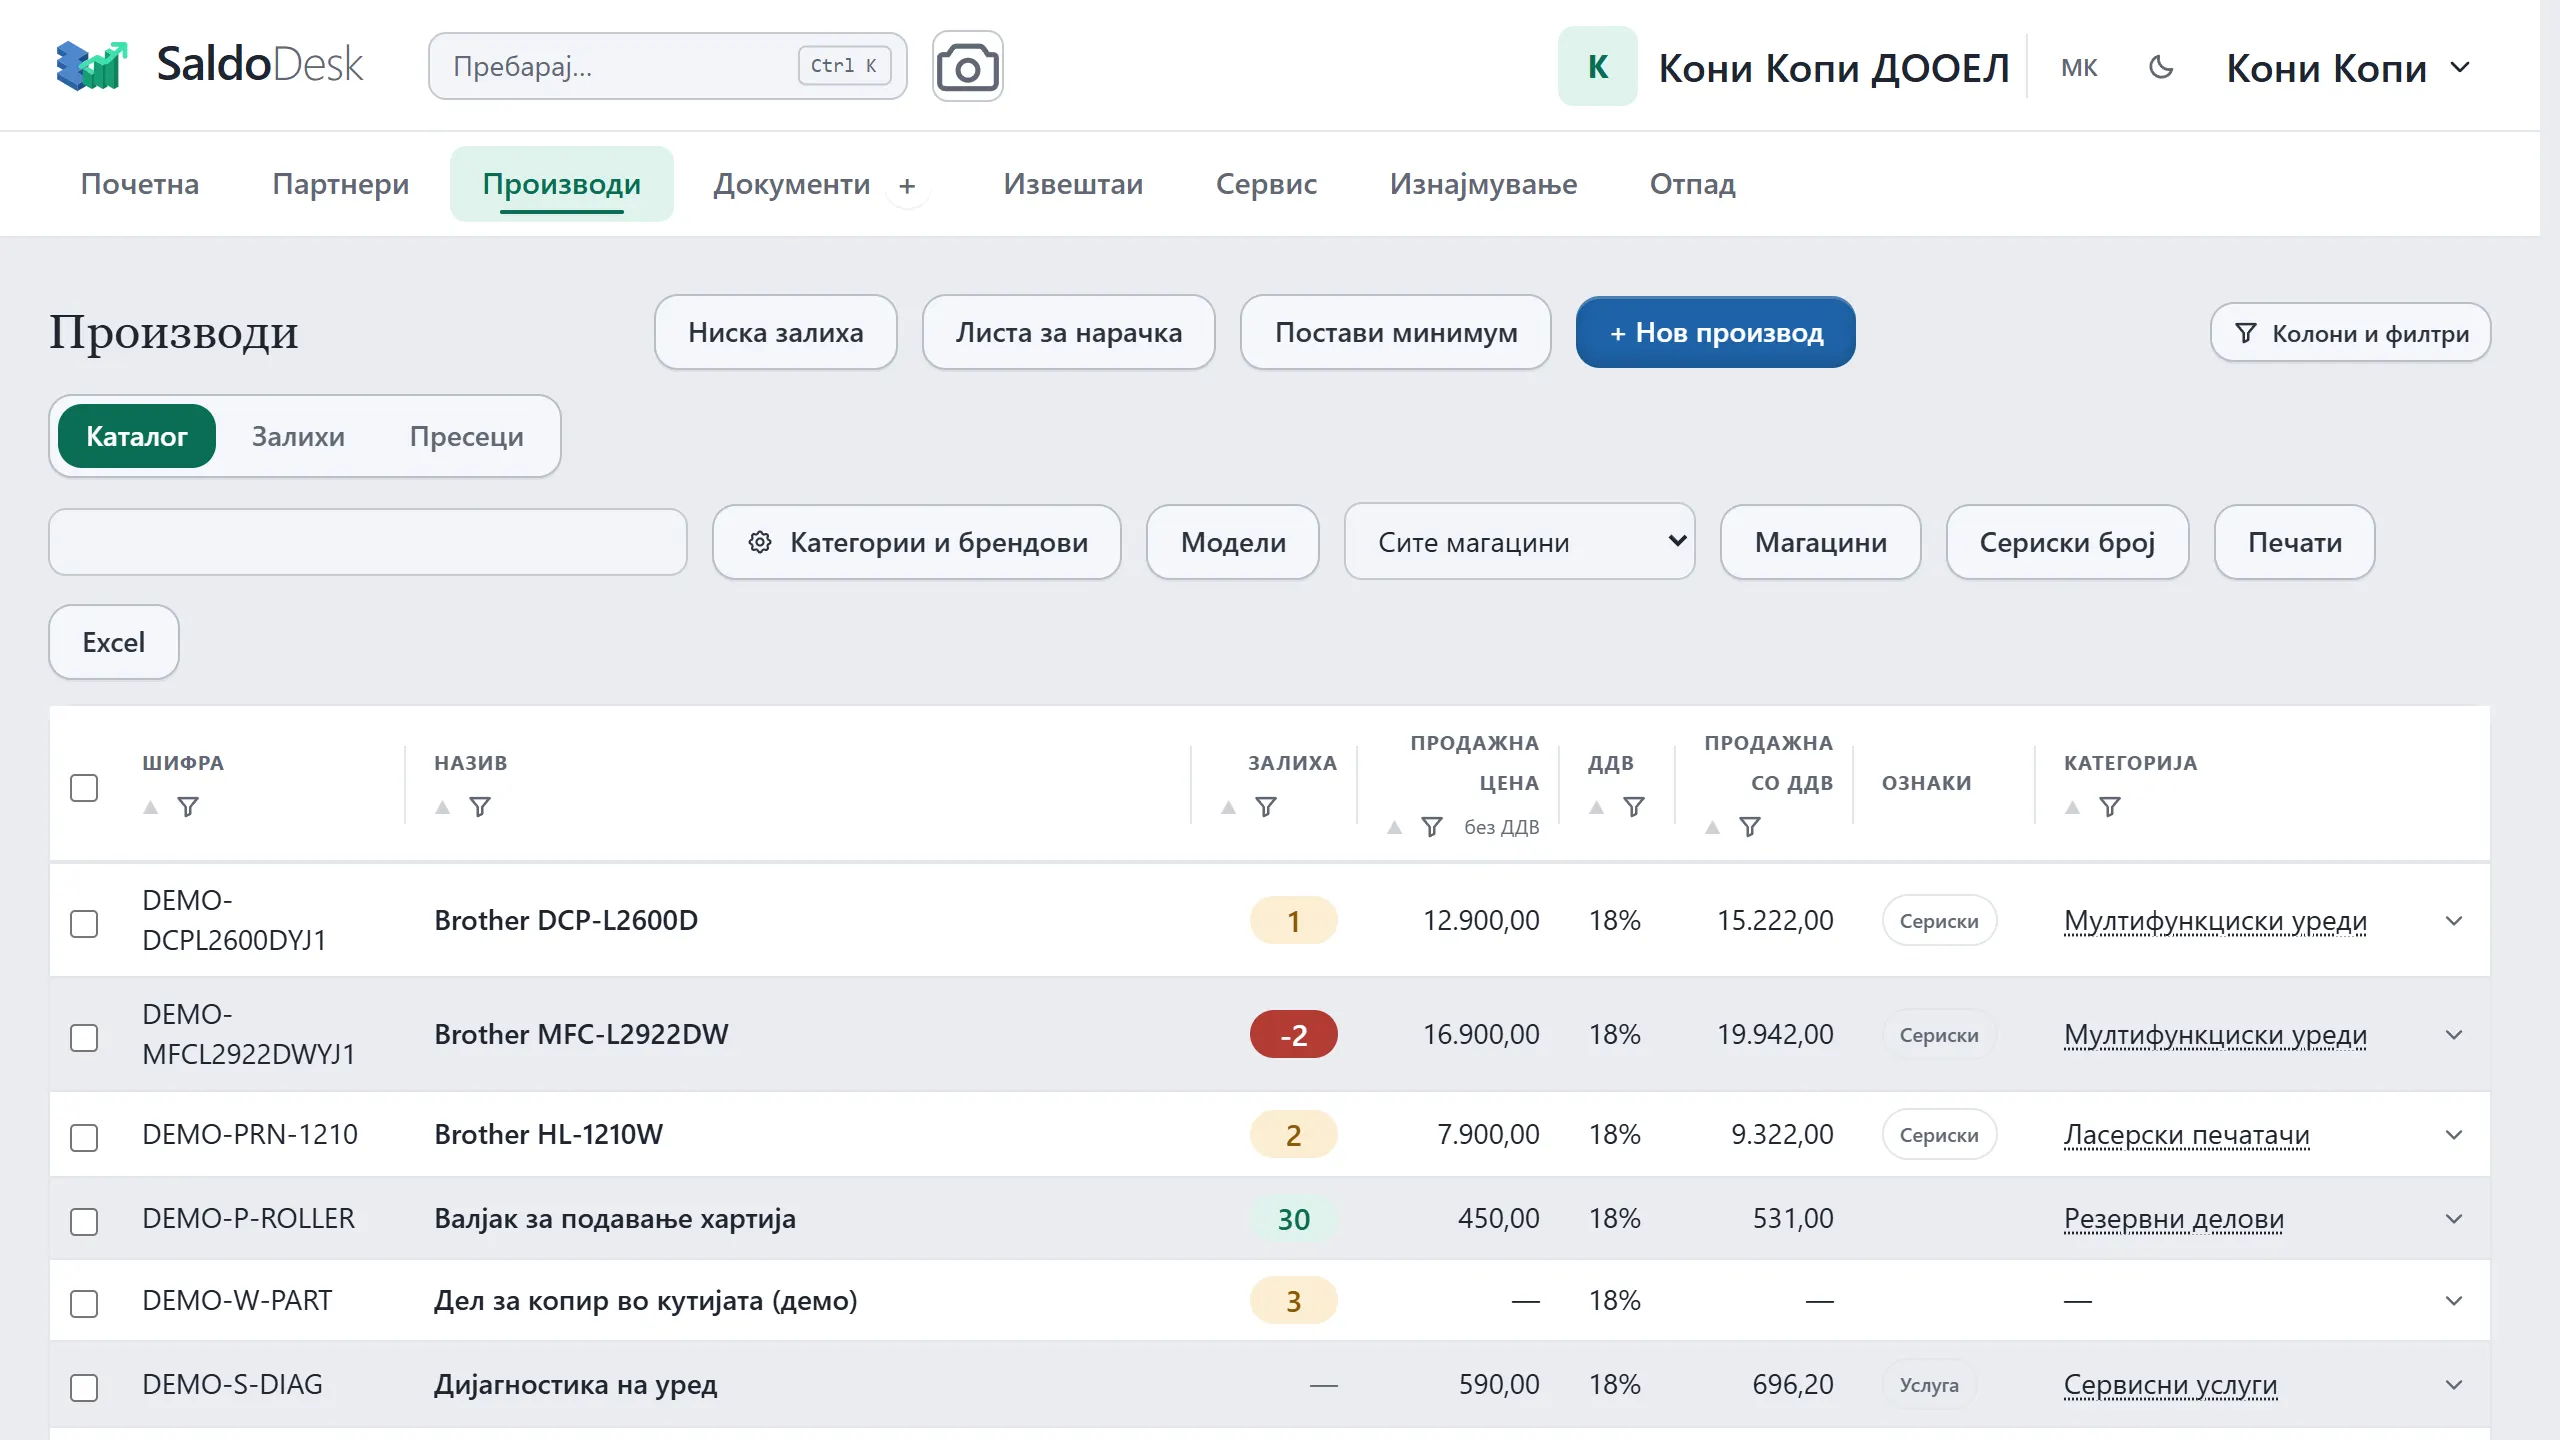 SaldoDesk
Пребарај... Ctrl K
К Кони Копи ДООЕЛ МК Кони Копи
Почетна Партнери Производи Документи + Извештаи Сервис Изнајмување Отпад
Производи Ниска залиха Листа за нарачка Постави минимум + Нов производ Колони и филтри
Каталог Залихи Пресеци
Категории и брендови Модели Сите магацини Магацини Сериски број Печати
Excel
ШИФРА НАЗИВ ЗАЛИХА ПРОДАЖНА ЦЕНА без ДДВ ДДВ ПРОДАЖНА СО ДДВ ОЗНАКИ КАТЕГОРИЈА
DEMO-DCPL2600DYJ1 Brother DCP-L2600D 1 12.900,00 18% 15.222,00 Сериски Мултифункциски уреди
DEMO-MFCL2922DWYJ1 Brother MFC-L2922DW -2 16.900,00 18% 19.942,00 Сериски Мултифункциски уреди
DEMO-PRN-1210 Brother HL-1210W 2 7.900,00 18% 9.322,00 Сериски Ласерски печатачи
DEMO-P-ROLLER Валјак за подавање хартија 30 450,00 18% 531,00 Резервни делови
DEMO-W-PART Дел за копир во кутијата (демо) 3 — 18% — —
DEMO-S-DIAG Дијагностика на уред — 590,00 18% 696,20 Услуга Сервисни услуги